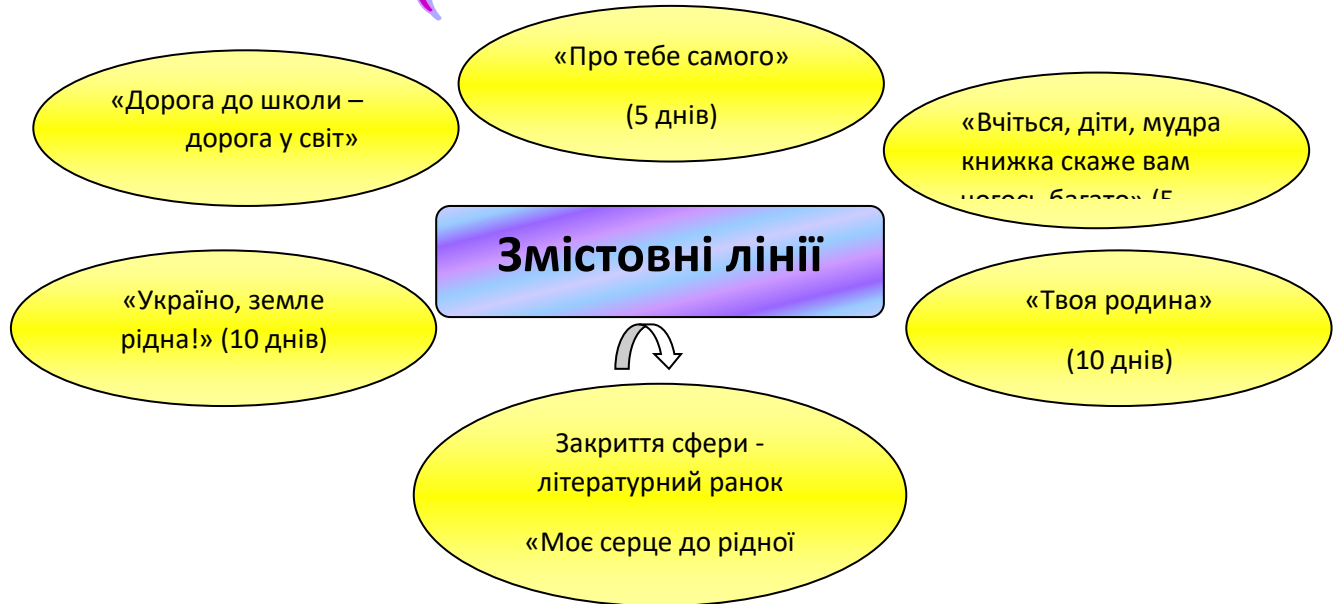 «Про тебе самого»
(5 днів)
«Дорога до школи –
дорога у світ»
«Вчіться, діти, мудра
книжка скаже вам
Змістовні лінії
«Україно, земле
рідна!» (10 днів)
«Твоя родина»
(10 днів)
Закриття сфери -
літературний ранок
«Моє серце до рідної